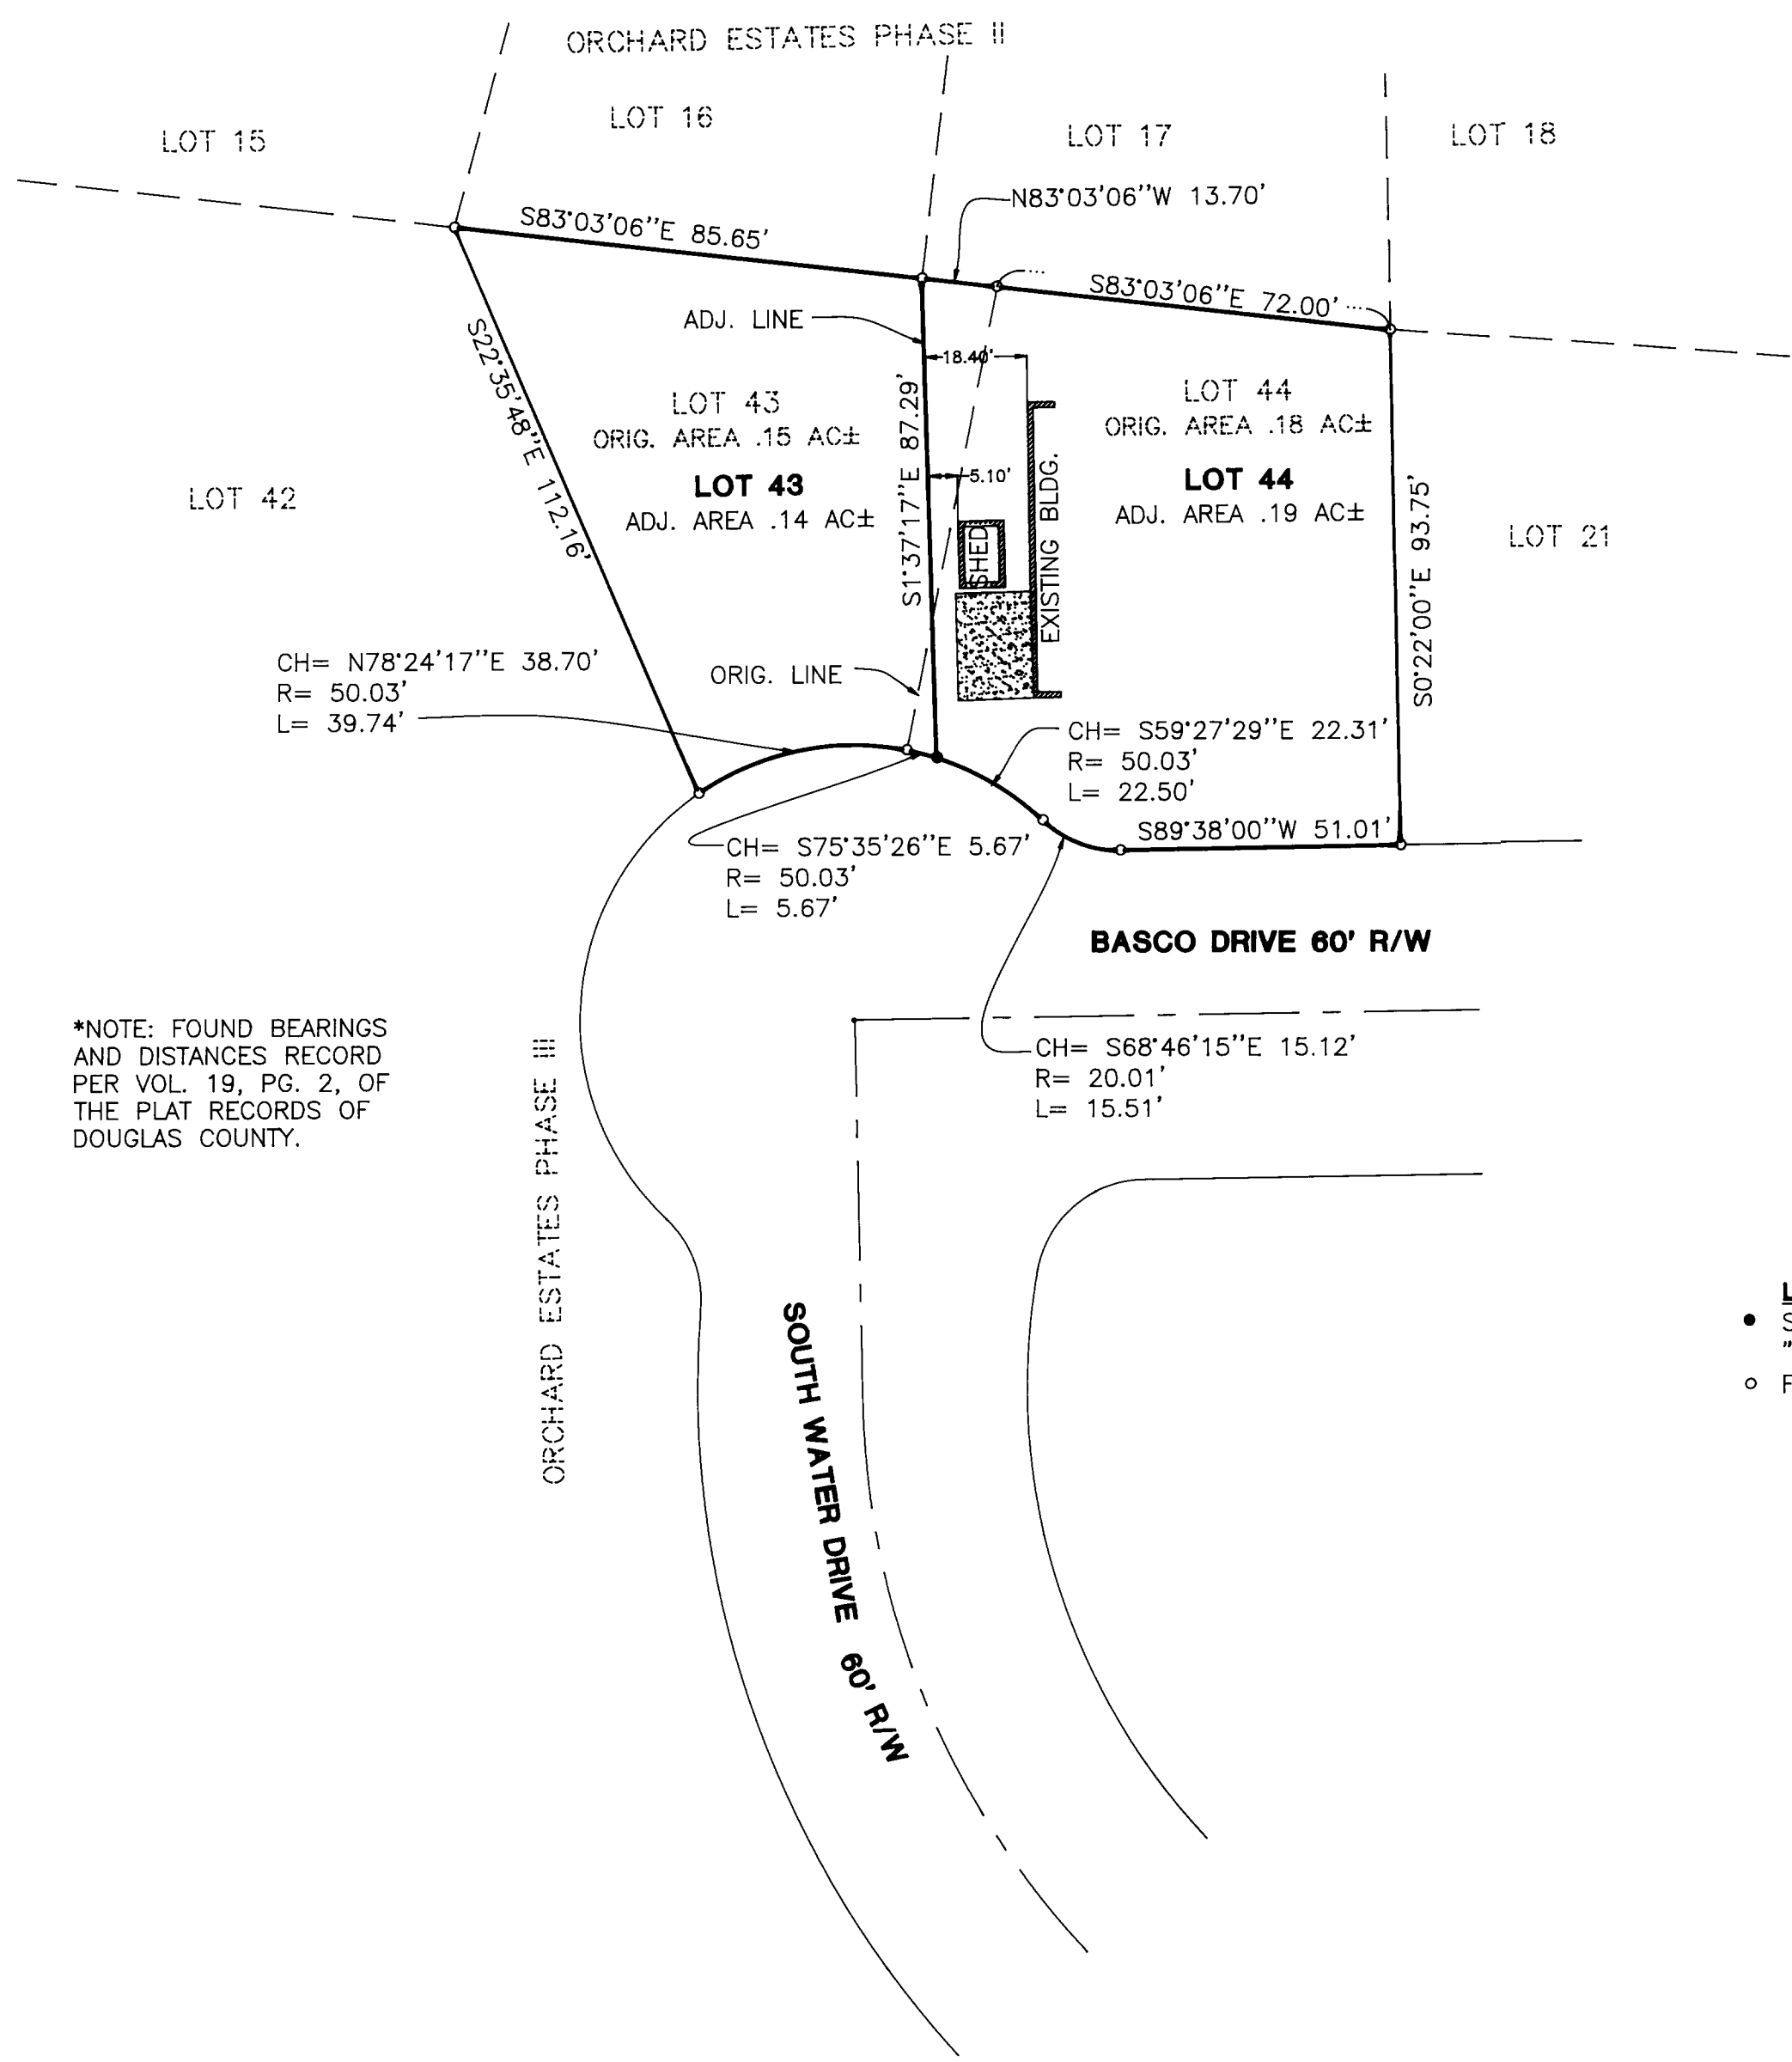 ORCHARD ESTATES PHASE II
LOT 15
LOT 16
LOT 17
LOT 18
N83°03'06"W 13.70'
S83°03'06"E 85.65'
S83°03'06"E 72.00'
ADJ. LINE
18.40'
S22°35'48"E 112.16'
LOT 43
ORIG. AREA .15 AC±
LOT 43
ADJ. AREA .14 AC±
S1°37'17"E 87.29'
5.10'
SHED
EXISTING BLDG.
LOT 44
ORIG. AREA .18 AC±
LOT 44
ADJ. AREA .19 AC±
S0°22'00"E 93.75'
LOT 42
LOT 21
CH= N78°24'17"E 38.70'
R= 50.03'
L= 39.74'
ORIG. LINE
CH= S59°27'29"E 22.31'
R= 50.03'
L= 22.50'
S89°38'00"W 51.01'
CH= S75°35'26"E 5.67'
R= 50.03'
L= 5.67'
BASCO DRIVE 60' R/W
*NOTE: FOUND BEARINGS
AND DISTANCES RECORD
PER VOL. 19, PG. 2, OF
THE PLAT RECORDS OF
DOUGLAS COUNTY.
CH= S68°46'15"E 15.12'
R= 20.01'
L= 15.51'
ORCHARD ESTATES PHASE III
SOUTH WATER DRIVE 60' R/W